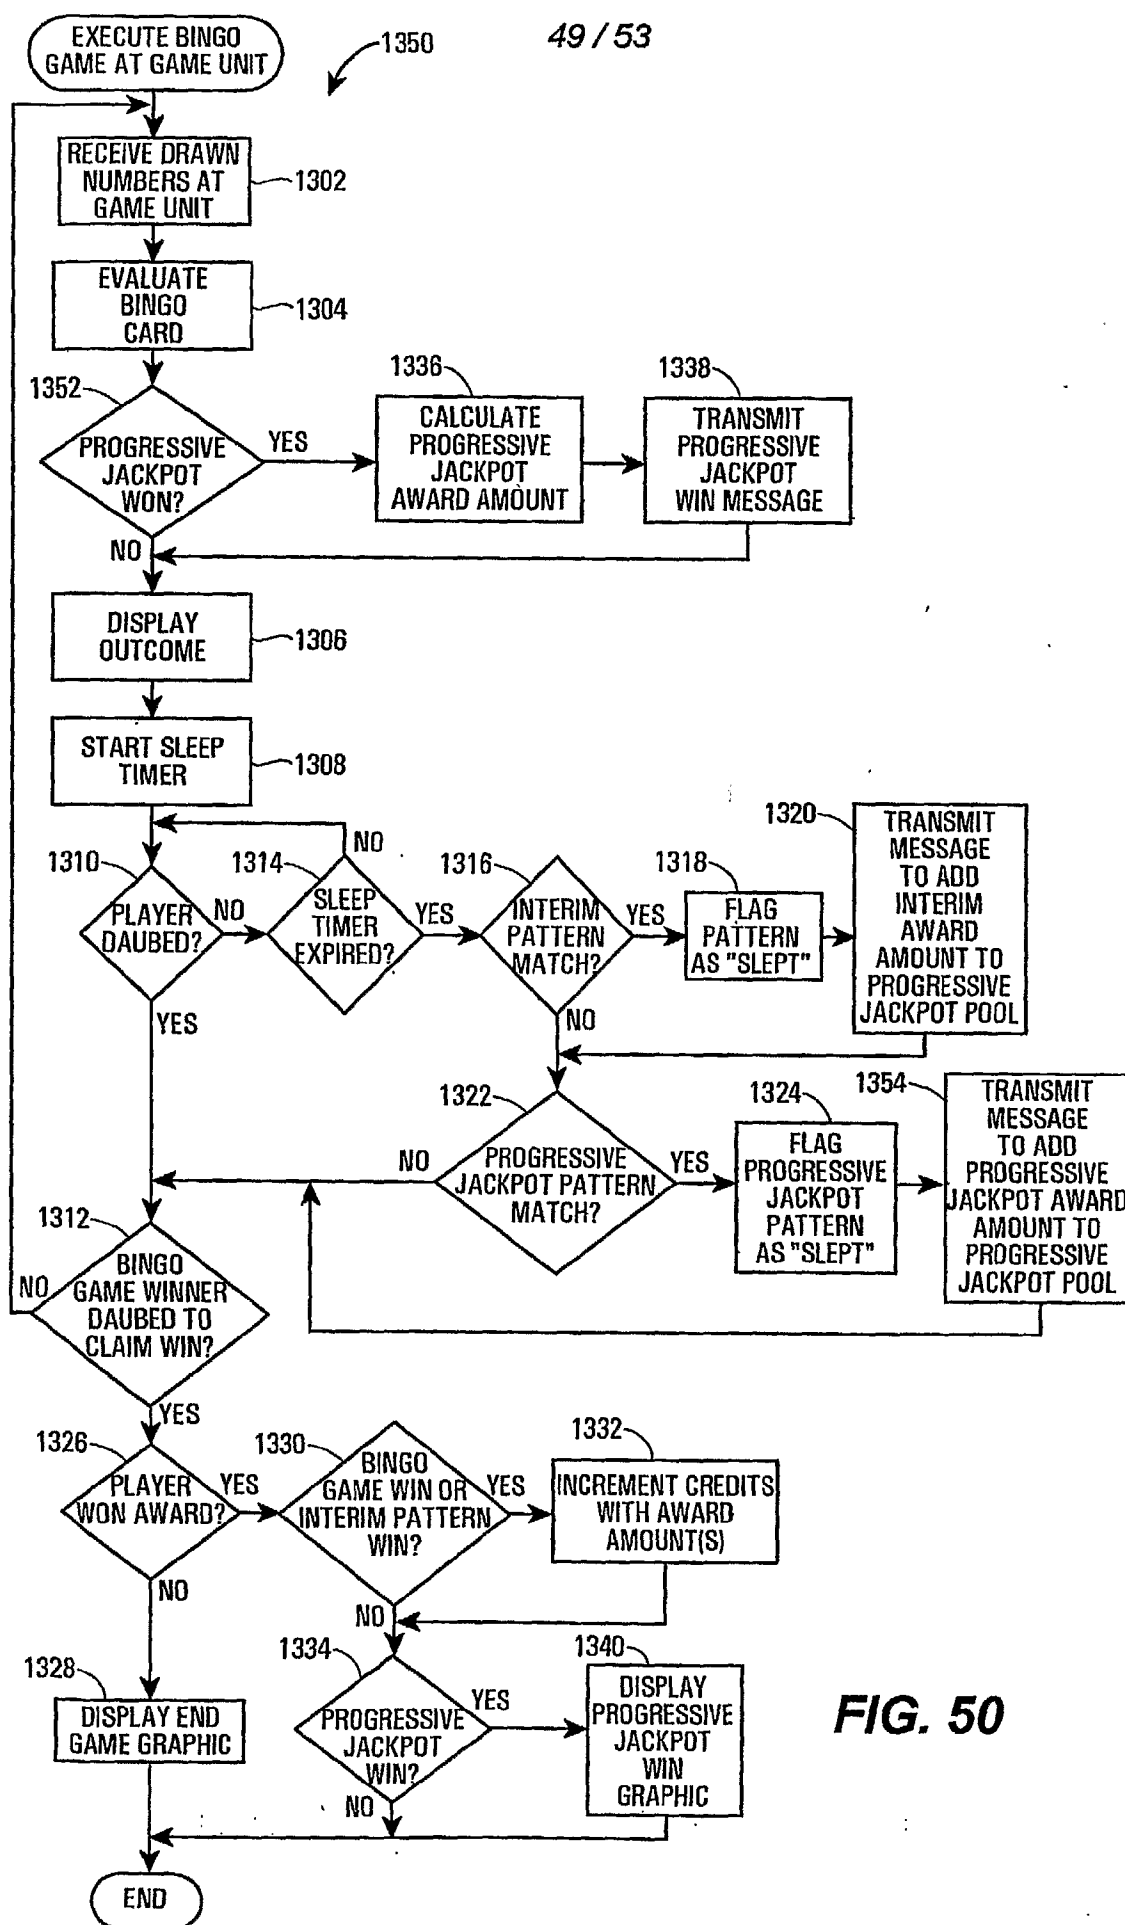 EXECUTE BINGO
GAME AT GAME UNIT
1350
49 / 53
RECEIVE DRAWN
NUMBERS AT
GAME UNIT
1302
EVALUATE
BINGO
CARD
1304
1352
PROGRESSIVE
JACKPOT
WON?
YES
NO
1336
CALCULATE
PROGRESSIVE
JACKPOT
AWARD AMOUNT
1338
TRANSMIT
PROGRESSIVE
JACKPOT
WIN MESSAGE
DISPLAY
OUTCOME
1306
START SLEEP
TIMER
1308
1310
PLAYER
DAUBED?
NO
YES
1314
SLEEP
TIMER
EXPIRED?
NO
YES
1316
INTERIM
PATTERN
MATCH?
YES
NO
1318
FLAG
PATTERN
AS "SLEPT"
1320
TRANSMIT
MESSAGE
TO ADD
INTERIM
AWARD
AMOUNT TO
PROGRESSIVE
JACKPOT POOL
1322
PROGRESSIVE
JACKPOT PATTERN
MATCH?
NO
YES
1324
FLAG
PROGRESSIVE
JACKPOT
PATTERN
AS "SLEPT"
1354
TRANSMIT
MESSAGE
TO ADD
PROGRESSIVE
JACKPOT AWARD
AMOUNT TO
PROGRESSIVE
JACKPOT POOL
1312
BINGO
GAME WINNER
DAUBED TO
CLAIM WIN?
NO
YES
1326
PLAYER
WON AWARD?
YES
NO
1330
BINGO
GAME WIN OR
INTERIM PATTERN
WIN?
YES
NO
1332
INCREMENT CREDITS
WITH AWARD
AMOUNT(S)
1328
DISPLAY END
GAME GRAPHIC
1334
PROGRESSIVE
JACKPOT
WIN?
YES
NO
1340
DISPLAY
PROGRESSIVE
JACKPOT
WIN
GRAPHIC
FIG. 50
END